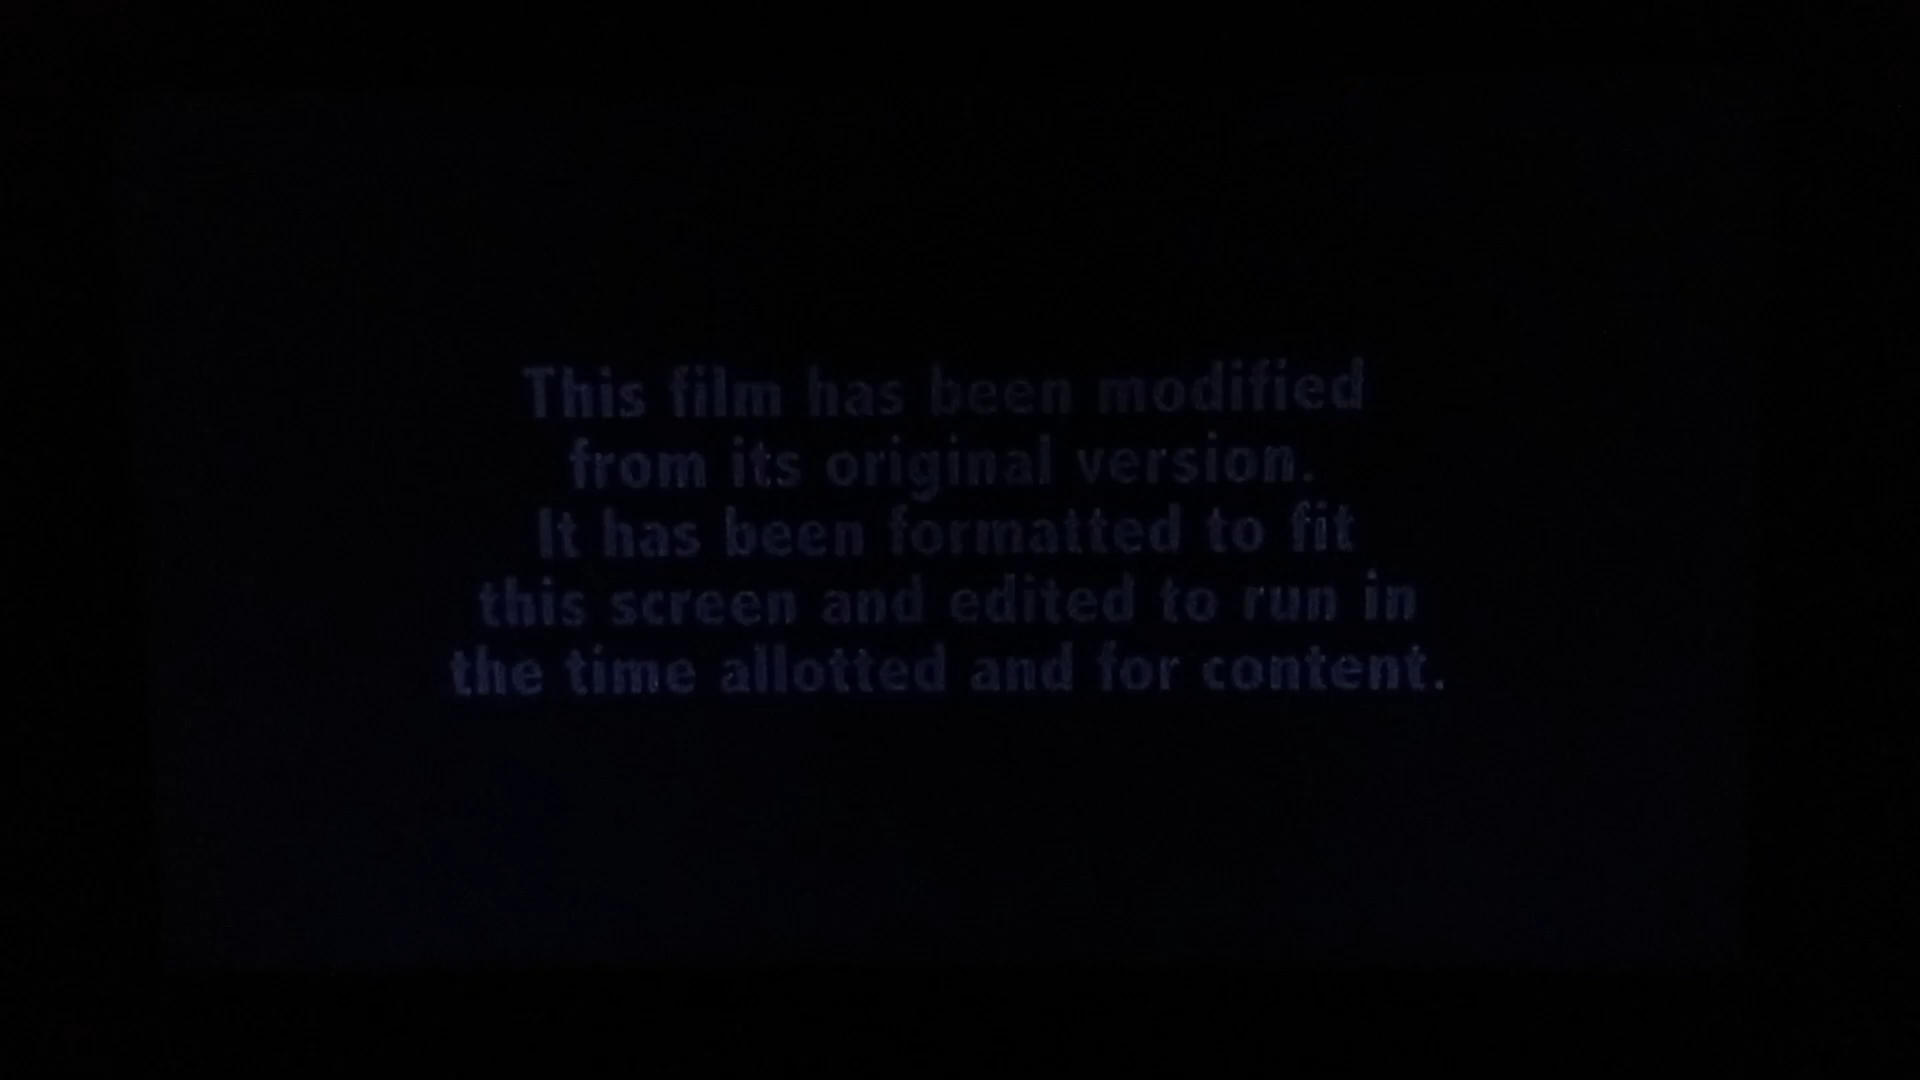 This film has been modified
from its original version.
It has been formatted to fit
this screen and edited to run in
the time allotted and for content.